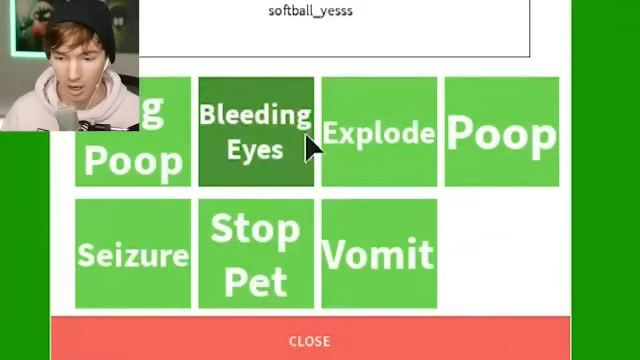 softball_yesss
g
Poop
Bleeding
Eyes
Explode
Poop
Seizure
Stop
Pet
Vomit
CLOSE